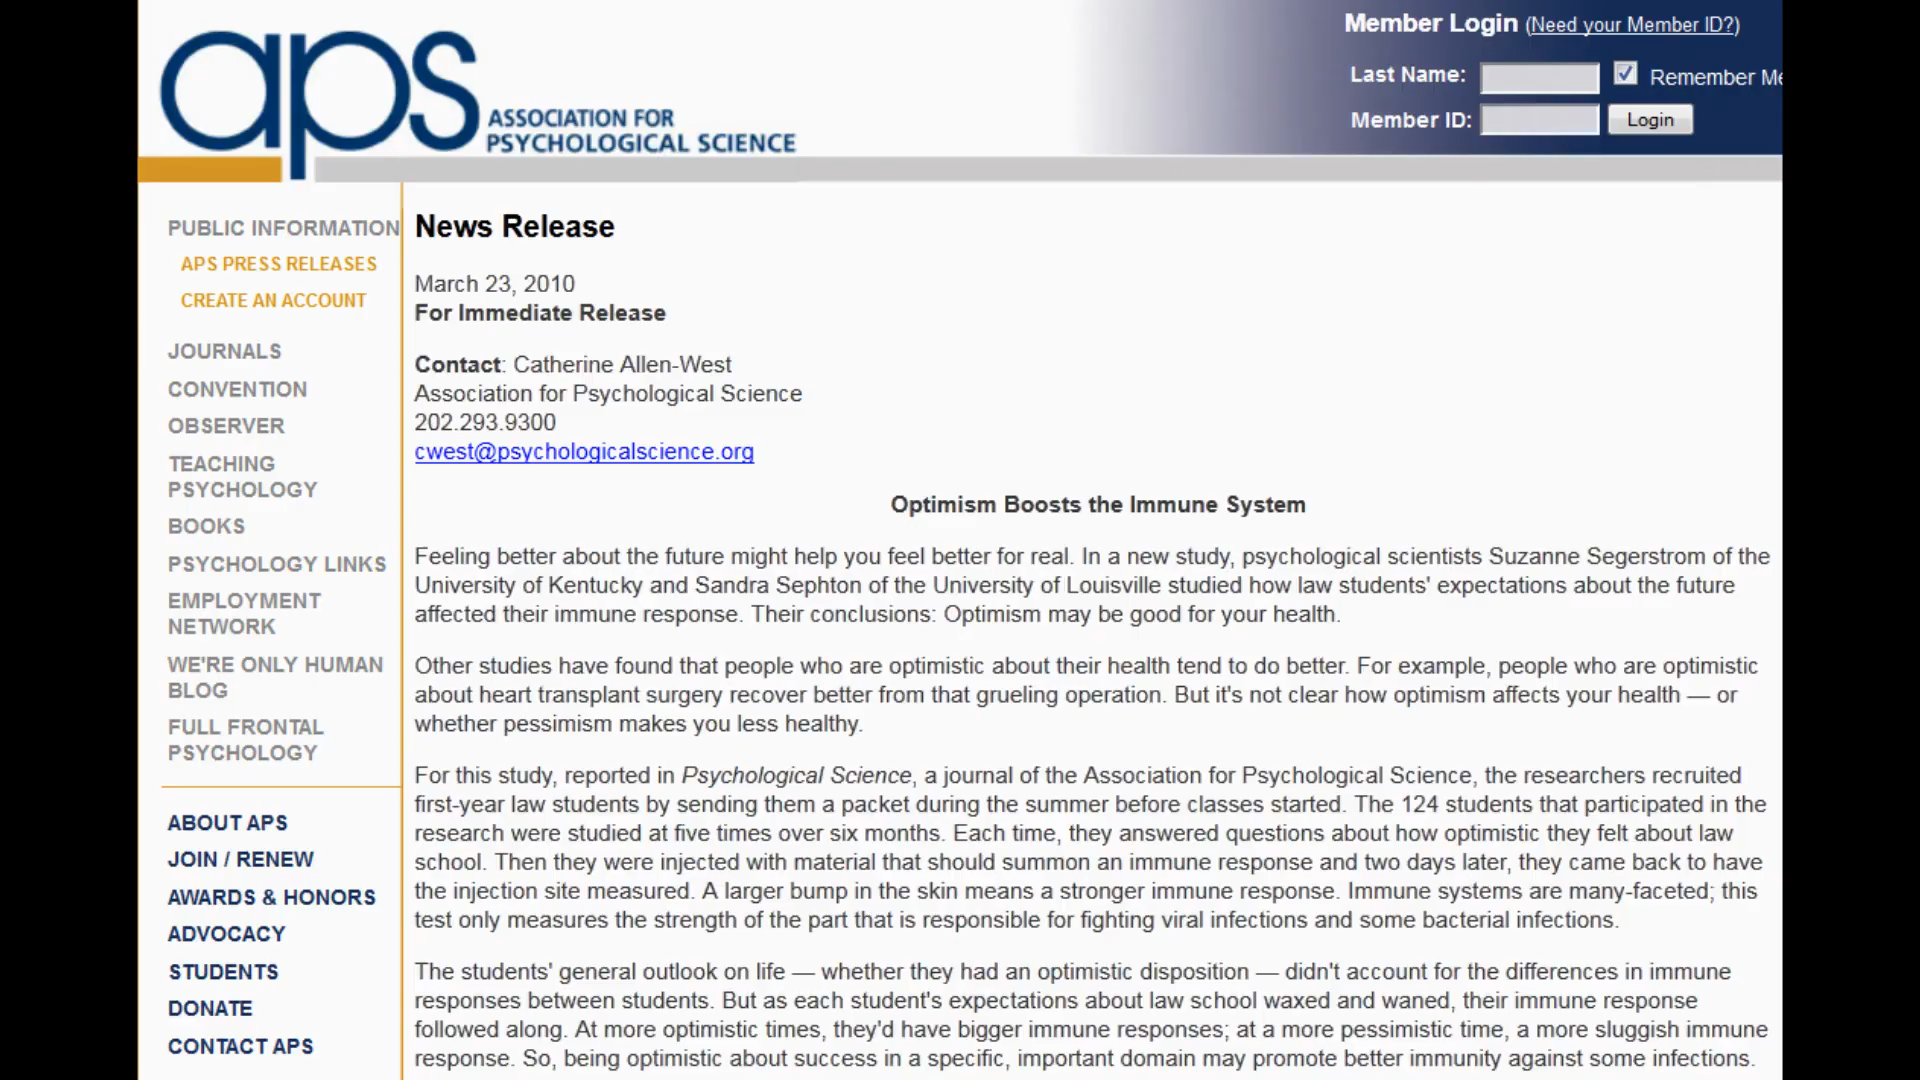 aps ASSOCIATION FOR
PSYCHOLOGICAL SCIENCE
Member Login (Need your Member ID?)
Last Name:
Remember Me
Member ID:
Login
PUBLIC INFORMATION
APS PRESS RELEASES
CREATE AN ACCOUNT
JOURNALS
CONVENTION
OBSERVER
TEACHING
PSYCHOLOGY
BOOKS
PSYCHOLOGY LINKS
EMPLOYMENT
NETWORK
WE'RE ONLY HUMAN
BLOG
FULL FRONTAL
PSYCHOLOGY
ABOUT APS
JOIN / RENEW
AWARDS & HONORS
ADVOCACY
STUDENTS
DONATE
CONTACT APS
News Release
March 23, 2010
For Immediate Release
Contact: Catherine Allen-West
Association for Psychological Science
202.293.9300
cwest@psychologicalscience.org
Optimism Boosts the Immune System
Feeling better about the future might help you feel better for real. In a new study, psychological scientists Suzanne Segerstrom of the
University of Kentucky and Sandra Sephton of the University of Louisville studied how law students' expectations about the future
affected their immune response. Their conclusions: Optimism may be good for your health.
Other studies have found that people who are optimistic about their health tend to do better. For example, people who are optimistic
about heart transplant surgery recover better from that grueling operation. But it's not clear how optimism affects your health — or
whether pessimism makes you less healthy.
For this study, reported in Psychological Science, a journal of the Association for Psychological Science, the researchers recruited
first-year law students by sending them a packet during the summer before classes started. The 124 students that participated in the
research were studied at five times over six months. Each time, they answered questions about how optimistic they felt about law
school. Then they were injected with material that should summon an immune response and two days later, they came back to have
the injection site measured. A larger bump in the skin means a stronger immune response. Immune systems are many-faceted; this
test only measures the strength of the part that is responsible for fighting viral infections and some bacterial infections.
The students' general outlook on life — whether they had an optimistic disposition — didn't account for the differences in immune
responses between students. But as each student's expectations about law school waxed and waned, their immune response
followed along. At more optimistic times, they'd have bigger immune responses; at a more pessimistic time, a more sluggish immune
response. So, being optimistic about success in a specific, important domain may promote better immunity against some infections.